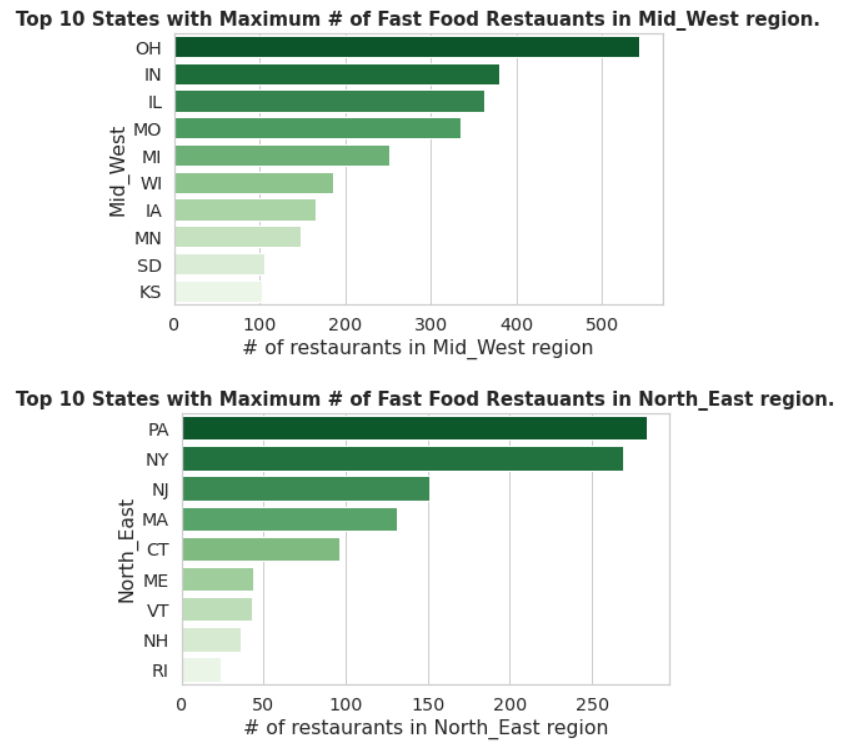 Top 10 States with Maximum # of Fast Food Restauants in Mid_West region.
Mid_West
OH
IN
IL
MO
MI
WI
IA
MN
SD
KS
0 100 200 300 400 500
# of restaurants in Mid_West region
Top 10 States with Maximum # of Fast Food Restauants in North_East region.
North_East
PA
NY
NJ
MA
CT
ME
VT
NH
RI
0 50 100 150 200 250
# of restaurants in North_East region